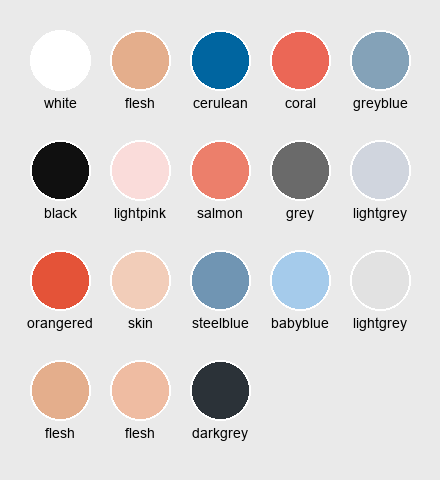 white flesh cerulean coral greyblue
black lightpink salmon grey lightgrey
orangered skin steelblue babyblue lightgrey
flesh flesh darkgrey